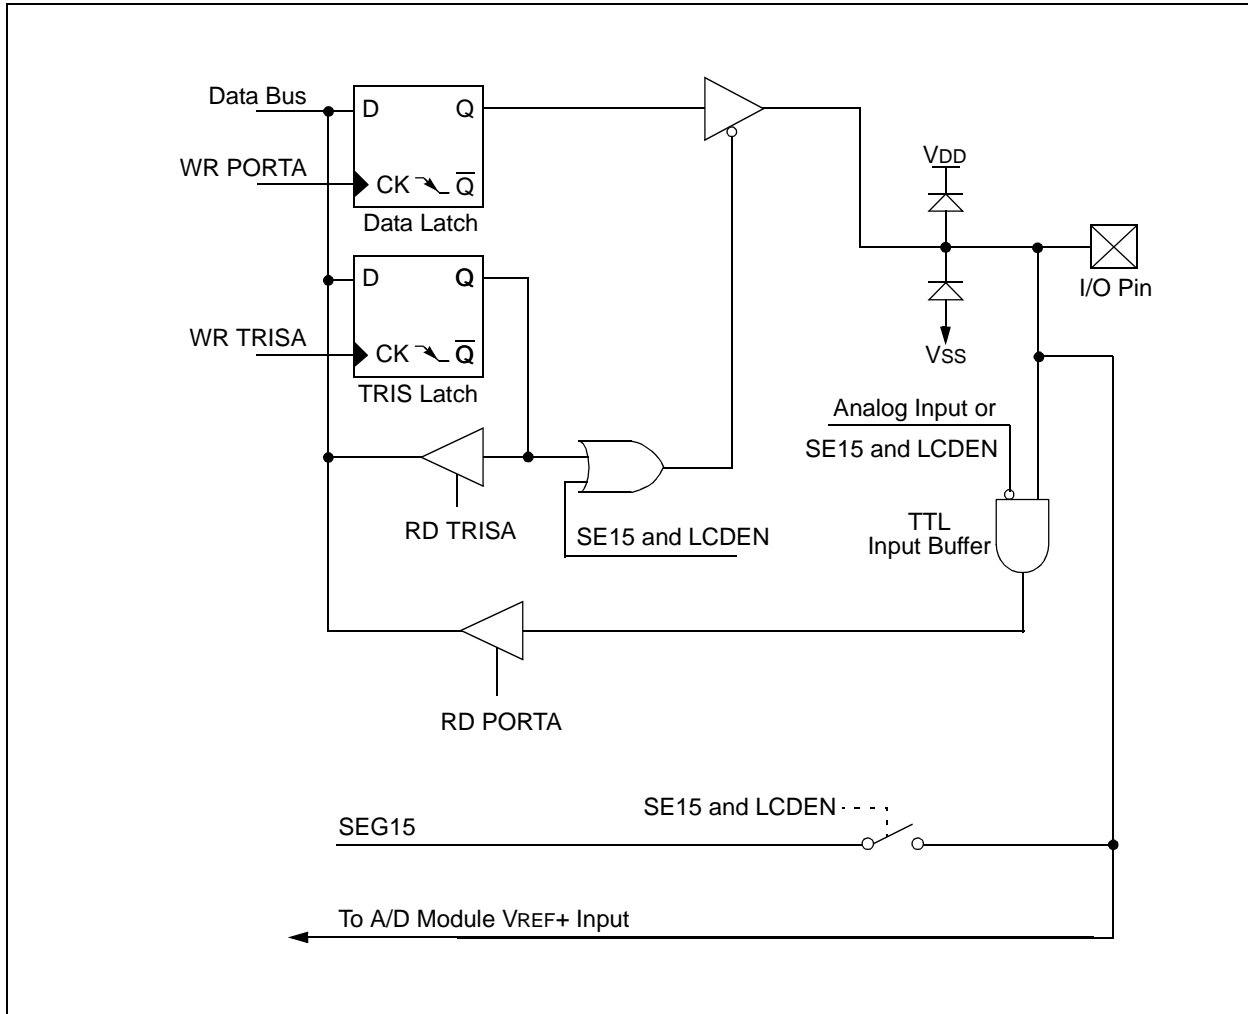 Data Bus
D Q
WR PORTA
CK Q̅
Data Latch
VDD
D Q
I/O Pin
WR TRISA
CK Q̅
TRIS Latch
VSS
Analog Input or
SE15 and LCDEN
RD TRISA
SE15 and LCDEN
TTL
Input Buffer
RD PORTA
SE15 and LCDEN
SEG15
To A/D Module VREF+ Input